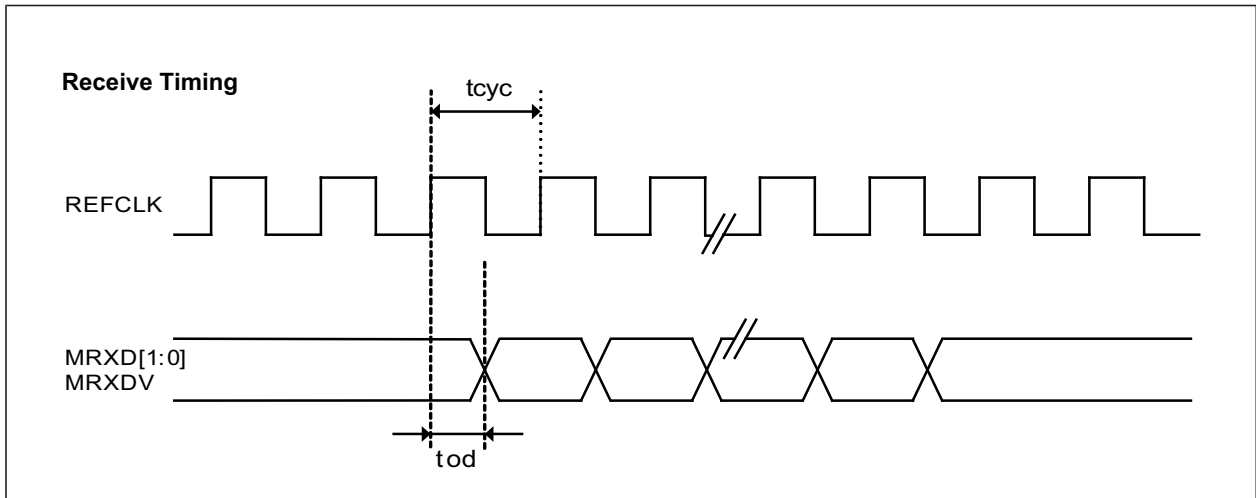 Receive Timing
tcyc
REFCLK
MRXD[1:0]
MRXDV
tod